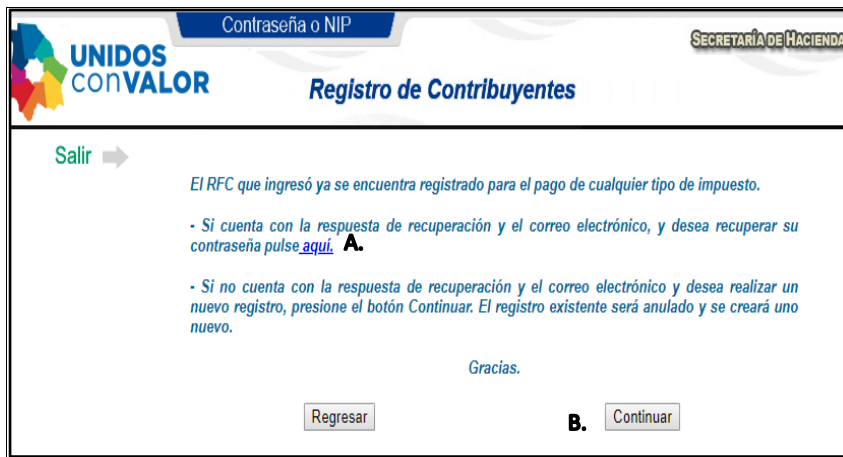 Contraseña o NIP
SECRETARÍA DE HACIENDA
UNIDOS
conVALOR
Registro de Contribuyentes
Salir
El RFC que ingresó ya se encuentra registrado para el pago de cualquier tipo de impuesto.
- Si cuenta con la respuesta de recuperación y el correo electrónico, y desea recuperar su
contraseña pulse aquí. A.
- Si no cuenta con la respuesta de recuperación y el correo electrónico y desea realizar un
nuevo registro, presione el botón Continuar. El registro existente será anulado y se creará uno
nuevo.
Gracias.
Regresar B. Continuar